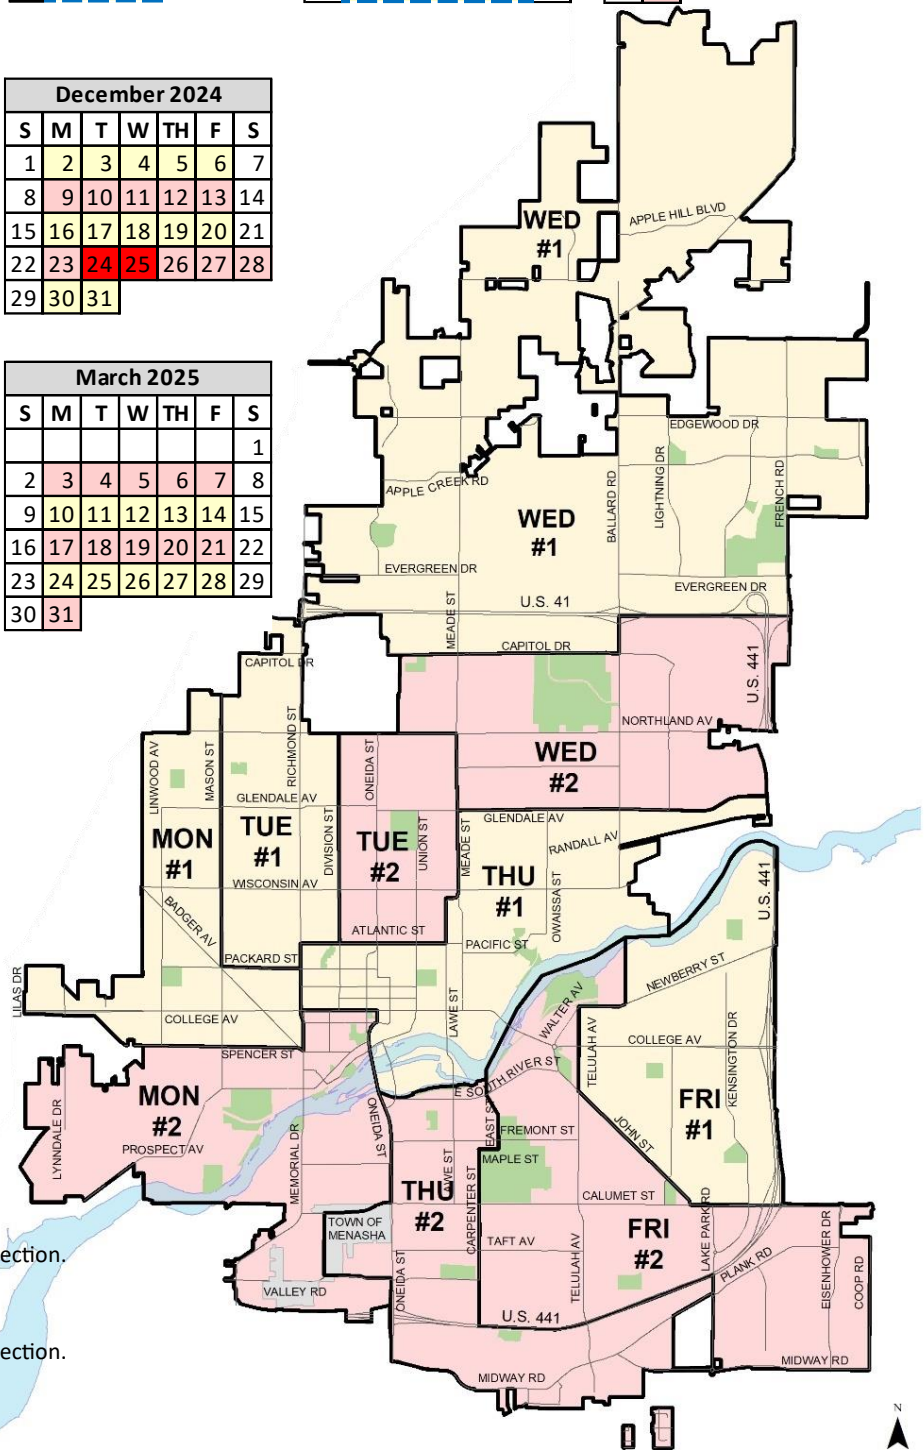 December 2024
S M T W TH F S
1 2 3 4 5 6 7
8 9 10 11 12 13 14
15 16 17 18 19 20 21
22 23 24 25 26 27 28
29 30 31
March 2025
S M T W TH F S
1
2 3 4 5 6 7 8
9 10 11 12 13 14 15
16 17 18 19 20 21 22
23 24 25 26 27 28 29
30 31
WED
#1
APPLE HILL BLVD
EDGEWOOD DR
APPLE CREEK RD
BALLARD RD
LIGHTNING DR
FRENCH RD
WED
#1
EVERGREEN DR
EVERGREEN DR
U.S. 41
MEADE ST
CAPITOL DR
CAPITOL DR
U.S. 441
NORTHLAND AV
WED
#2
LINWOOD AV
MASON ST
RICHMOND ST
ONEIDA ST
GLENDALE AV
GLENDALE AV
MON
#1
TUE
#1
DIVISION ST
TUE
#2
UNION ST
MEADE ST
RANDALL AV
THU
#1
OWAISSA ST
U.S. 441
WISCONSIN AV
BADGER AV
ATLANTIC ST
PACIFIC ST
PACKARD ST
NEWBERRY ST
LILAS DR
COLLEGE AV
LAWE ST
WALTER AV
TELULAH AV
COLLEGE AV
KENSINGTON DR
SPENCER ST
E SOUTH RIVER ST
MON
#2
LYNNDALE DR
PROSPECT AV
MEMORIAL DR
ONEIDA ST
EAST ST
FREMONT ST
JOHN ST
FRI
#1
MAPLE ST
LAWE ST
THU
#2
CARPENTER ST
CALUMET ST
LAKE PARK RD
TOWN OF
MENASHA
TAFT AV
TELULAH AV
FRI
#2
PLANK RD
EISENHOWER DR
COOP RD
ection.
VALLEY RD
ONEIDA ST
U.S. 441
ection.
MIDWAY RD
MIDWAY RD
N